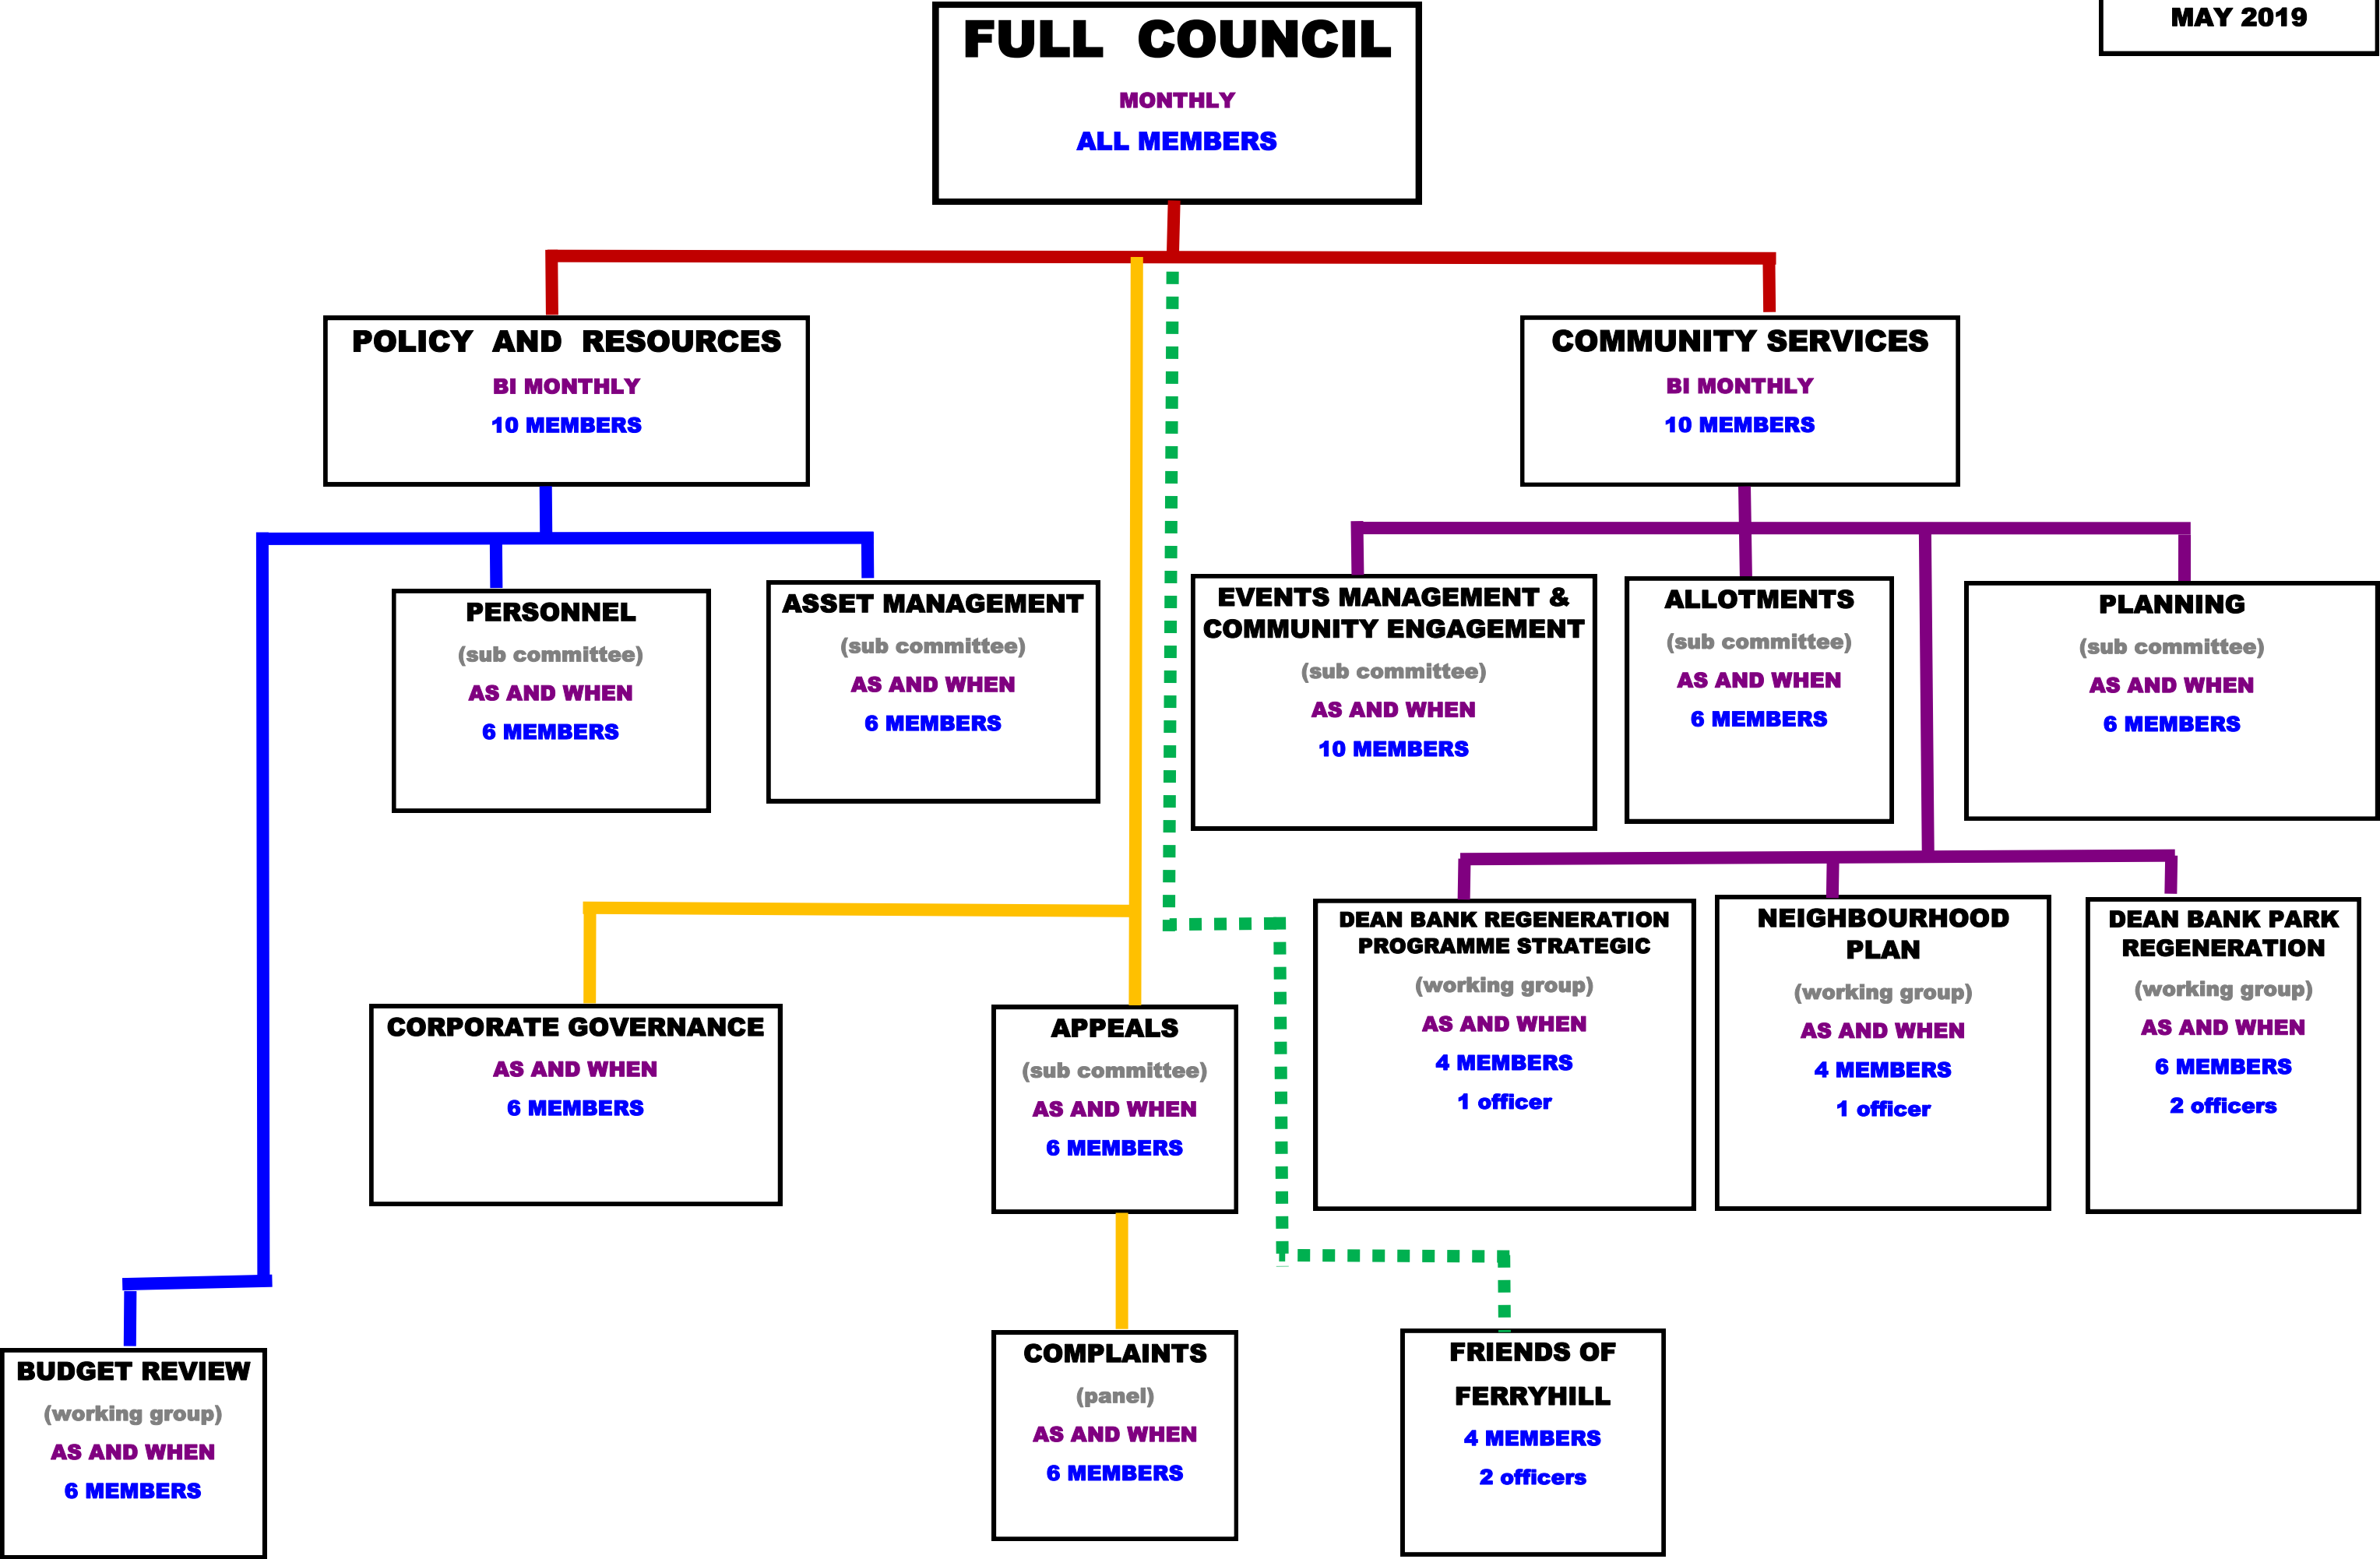 MAY 2019
FULL COUNCIL
MONTHLY
ALL MEMBERS
POLICY AND RESOURCES
BI MONTHLY
10 MEMBERS
COMMUNITY SERVICES
BI MONTHLY
10 MEMBERS
PERSONNEL
(sub committee)
AS AND WHEN
6 MEMBERS
ASSET MANAGEMENT
(sub committee)
AS AND WHEN
6 MEMBERS
EVENTS MANAGEMENT &
COMMUNITY ENGAGEMENT
(sub committee)
AS AND WHEN
10 MEMBERS
ALLOTMENTS
(sub committee)
AS AND WHEN
6 MEMBERS
PLANNING
(sub committee)
AS AND WHEN
6 MEMBERS
CORPORATE GOVERNANCE
AS AND WHEN
6 MEMBERS
APPEALS
(sub committee)
AS AND WHEN
6 MEMBERS
DEAN BANK REGENERATION
PROGRAMME STRATEGIC
(working group)
AS AND WHEN
4 MEMBERS
1 officer
NEIGHBOURHOOD
PLAN
(working group)
AS AND WHEN
4 MEMBERS
1 officer
DEAN BANK PARK
REGENERATION
(working group)
AS AND WHEN
6 MEMBERS
2 officers
BUDGET REVIEW
(working group)
AS AND WHEN
6 MEMBERS
COMPLAINTS
(panel)
AS AND WHEN
6 MEMBERS
FRIENDS OF
FERRYHILL
4 MEMBERS
2 officers